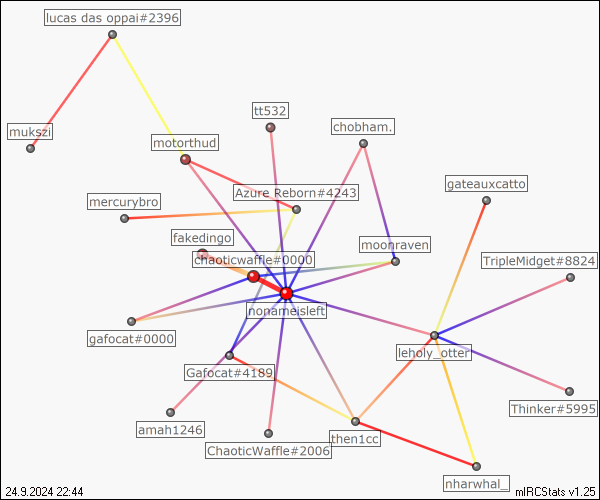 lucas das oppai#2396
mukszi
tt532
chobham.
motorthud
gateauxcatto
Azure Reborn#4243
mercurybro
fakedingo
moonraven
chaoticwaffle#0000
TripleMidget#8824
nonameisleft
gafocat#0000
leholy_otter
Gafocat#4189
Thinker#5995
amah1246
then1cc
ChaoticWaffle#2006
nharwhal_
24.9.2024 22:44
mIRCStats v1.25